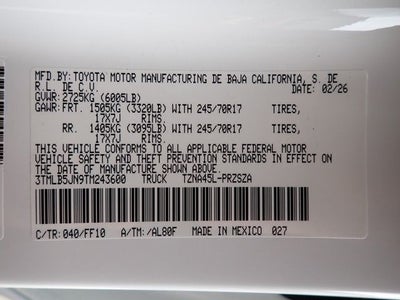 MFD.BY:TOYOTA MOTOR MANUFACTURING DE BAJA CALIFORNIA, S. DE
R.L. DE C.V. DATE: 02/26
GVWR: 2725KG (6005LB)
GAWR: FRT. 1505KG (3320LB) WITH 245/70R17 TIRES,
17X7J RIMS,
RR. 1405KG (3095LB) WITH 245/70R17 TIRES,
17X7J RIMS,
THIS VEHICLE CONFORMS TO ALL APPLICABLE FEDERAL MOTOR
VEHICLE SAFETY AND THEFT PREVENTION STANDARDS IN EFFECT ON
THE DATE OF MANUFACTURE SHOWN ABOVE.
3TMLB5JN9TM243600 TRUCK TZNA45L-PRZSZA
C/TR: 040/FF10 A/TM: /AL80F MADE IN MEXICO 027